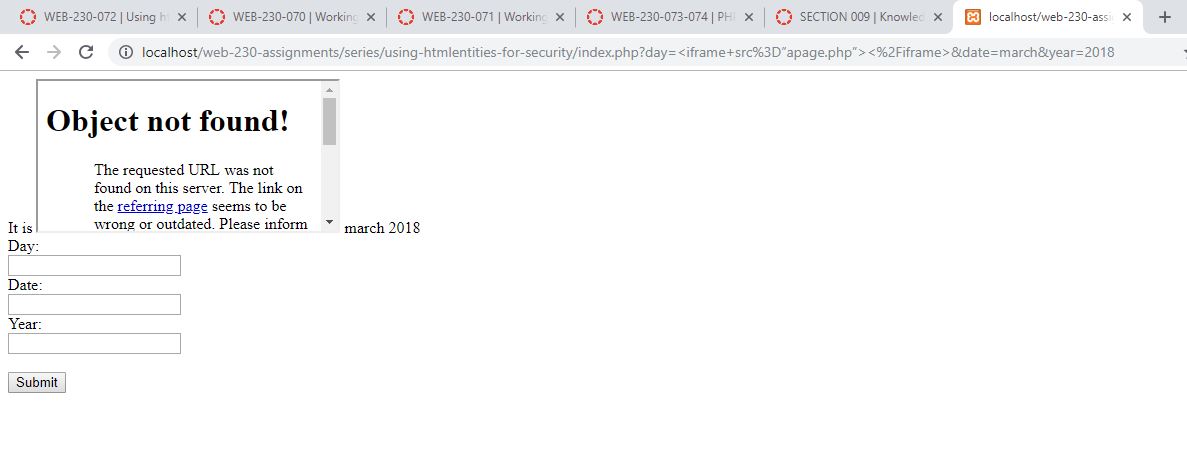 WEB-230-072 | Using ht
WEB-230-070 | Working
WEB-230-071 | Working
WEB-230-073-074 | PH
SECTION 009 | Knowled
localhost/web-230-assi
localhost/web-230-assignments/series/using-htmlentities-for-security/index.php?day=<iframe+src%3D"apage.php"><%2Fiframe>&date=march&year=2018
Object not found!
The requested URL was not
found on this server. The link on
the referring page seems to be
wrong or outdated. Please inform
It is march 2018
Day:
Date:
Year:
Submit